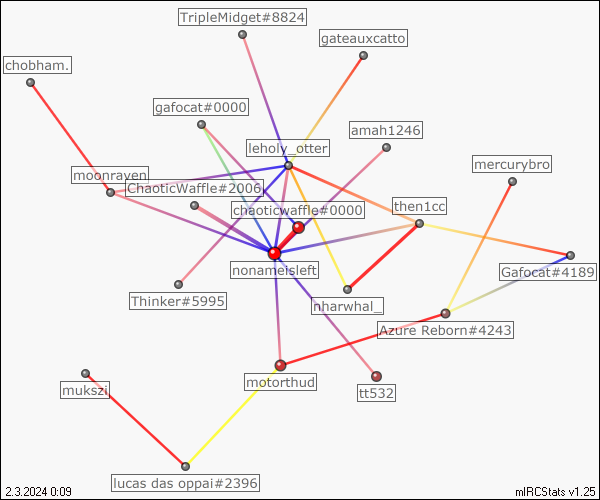 TripleMidget#8824
gateauxcatto
chobham.
gafocat#0000
amah1246
leholy_otter
mercurybro
moonraven
ChaoticWaffle#2006
chaoticwaffle#0000
then1cc
nonameisleft
Gafocat#4189
Thinker#5995
nharwhal_
Azure Reborn#4243
motorthud
mukszi
tt532
lucas das oppai#2396
2.3.2024 0:09
mIRCStats v1.25